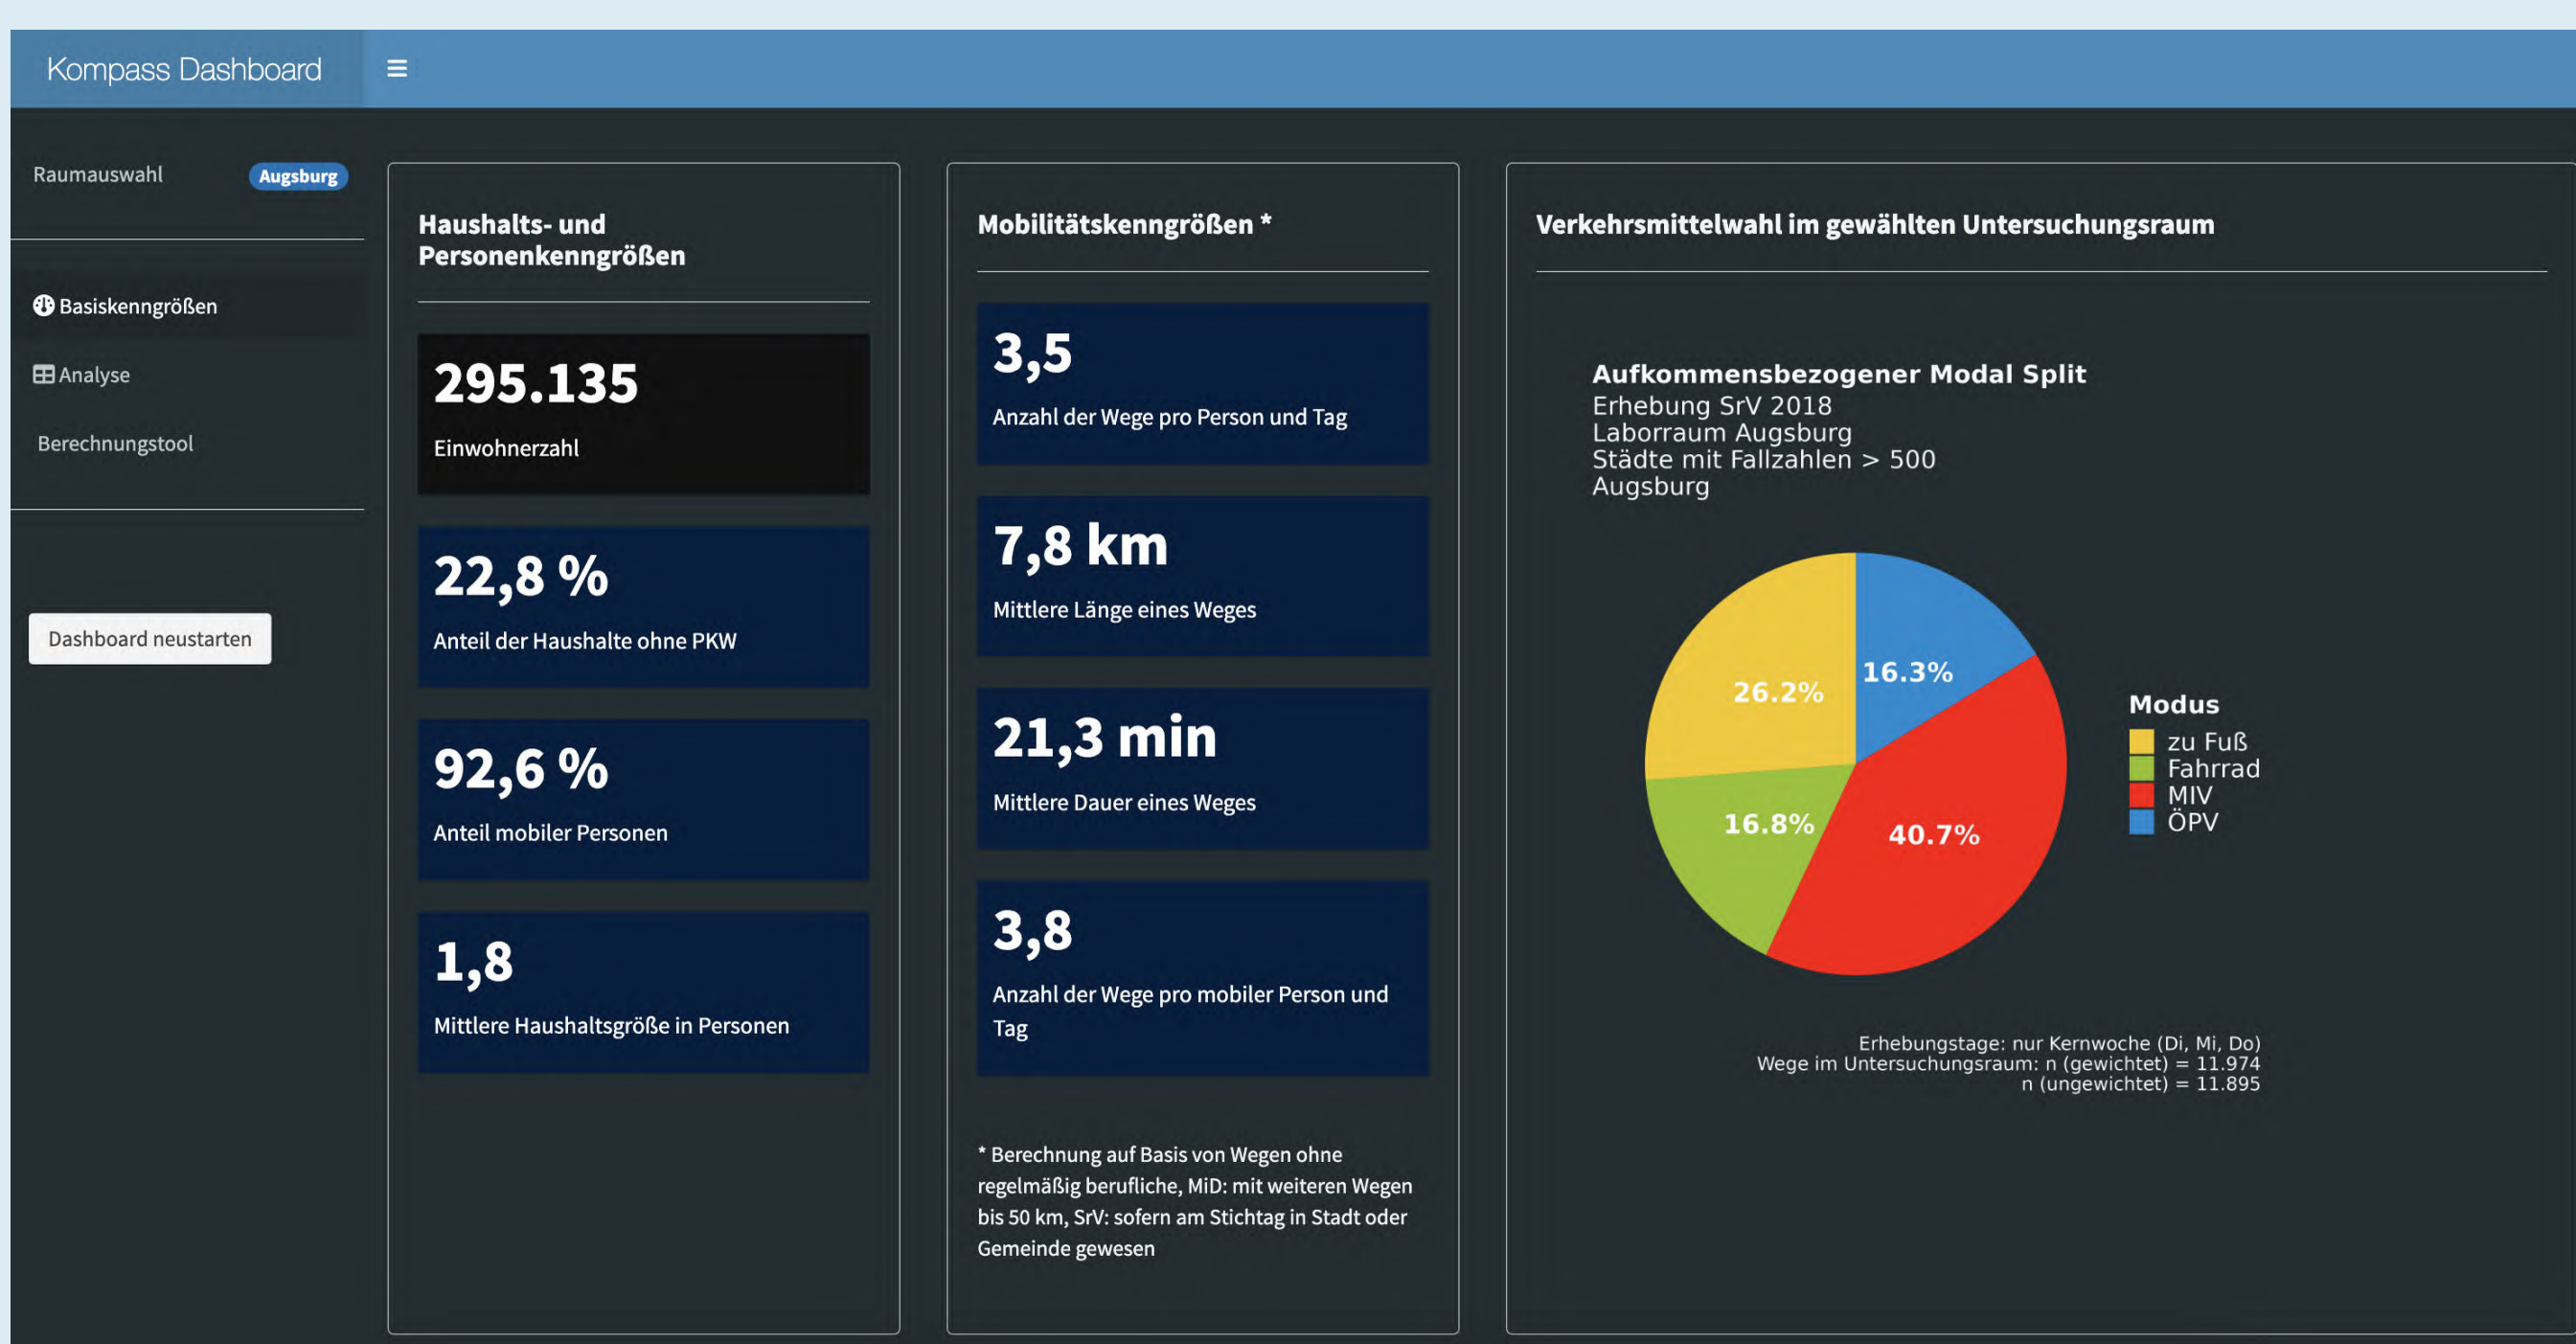 Kompass Dashboard
Raumauswahl
Augsburg
Basiskenngrößen
Analyse
Berechnungstool
Dashboard neustarten
Haushalts- und
Personenkenngrößen
295.135
Einwohnerzahl
22,8 %
Anteil der Haushalte ohne PKW
92,6 %
Anteil mobiler Personen
1,8
Mittlere Haushaltsgröße in Personen
Mobilitätskenngrößen *
3,5
Anzahl der Wege pro Person und Tag
7,8 km
Mittlere Länge eines Weges
21,3 min
Mittlere Dauer eines Weges
3,8
Anzahl der Wege pro mobiler Person und
Tag
* Berechnung auf Basis von Wegen ohne
regelmäßig berufliche, MiD: mit weiteren Wegen
bis 50 km, SrV: sofern am Stichtag in Stadt oder
Gemeinde gewesen
Verkehrsmittelwahl im gewählten Untersuchungsraum
Aufkommensbezogener Modal Split
Erhebung SrV 2018
Laborraum Augsburg
Städte mit Fallzahlen > 500
Augsburg
26.2%
16.3%
16.8%
40.7%
Modus
zu Fuß
Fahrrad
MIV
ÖPV
Erhebungstage: nur Kernwoche (Di, Mi, Do)
Wege im Untersuchungsraum: n (gewichtet) = 11.974
n (ungewichtet) = 11.895